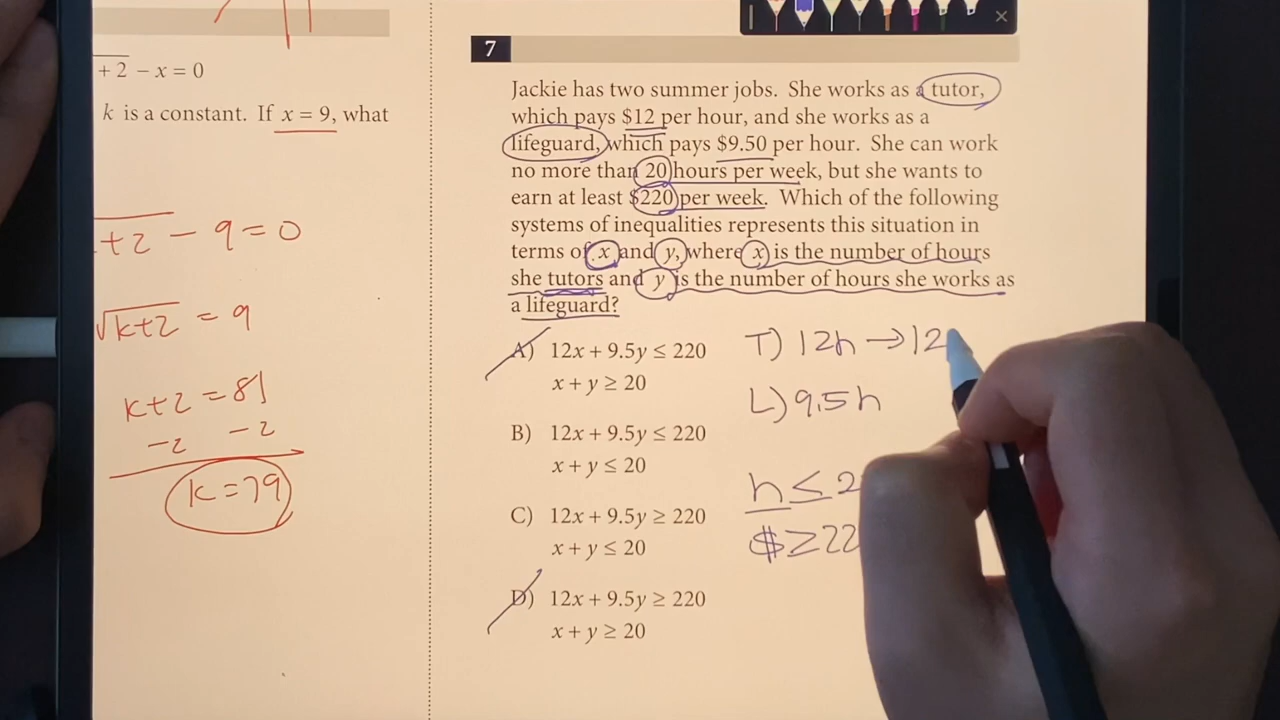 + 2 − x = 0
k is a constant. If x = 9, what
+2 − 9 = 0
√k+2 = 9
k+2 = 81
−2 −2
k = 79
7
Jackie has two summer jobs. She works as a tutor,
which pays $12 per hour, and she works as a
lifeguard, which pays $9.50 per hour. She can work
no more than 20 hours per week, but she wants to
earn at least $220 per week. Which of the following
systems of inequalities represents this situation in
terms of x and y, where x is the number of hours
she tutors and y is the number of hours she works as
a lifeguard?
A) 12x + 9.5y ≤ 220
x + y ≥ 20
B) 12x + 9.5y ≤ 220
x + y ≤ 20
C) 12x + 9.5y ≥ 220
x + y ≤ 20
D) 12x + 9.5y ≥ 220
x + y ≥ 20
T) 12h → 12
L) 9.5h
h ≤ 2
$ ≥ 22